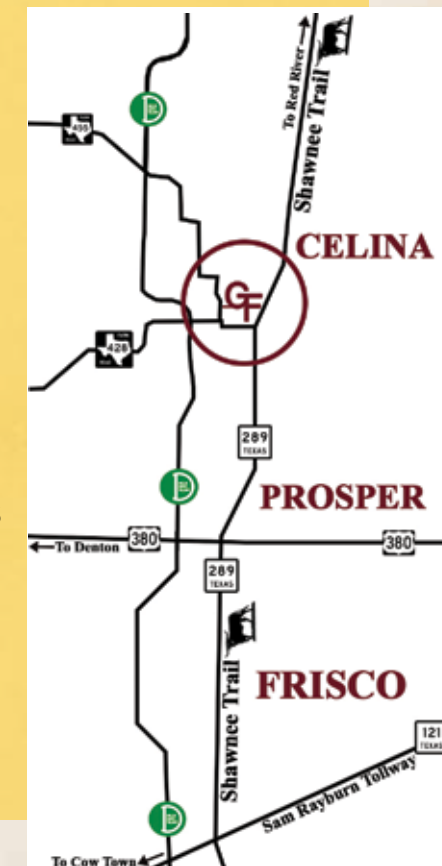 To Red River
Shawnee Trail
455
CELINA
GF
428
289
TEXAS
PROSPER
380
To Denton
380
289
TEXAS
Shawnee Trail
FRISCO
121
TEXAS
Sam Rayburn Tollway
To Cow Town